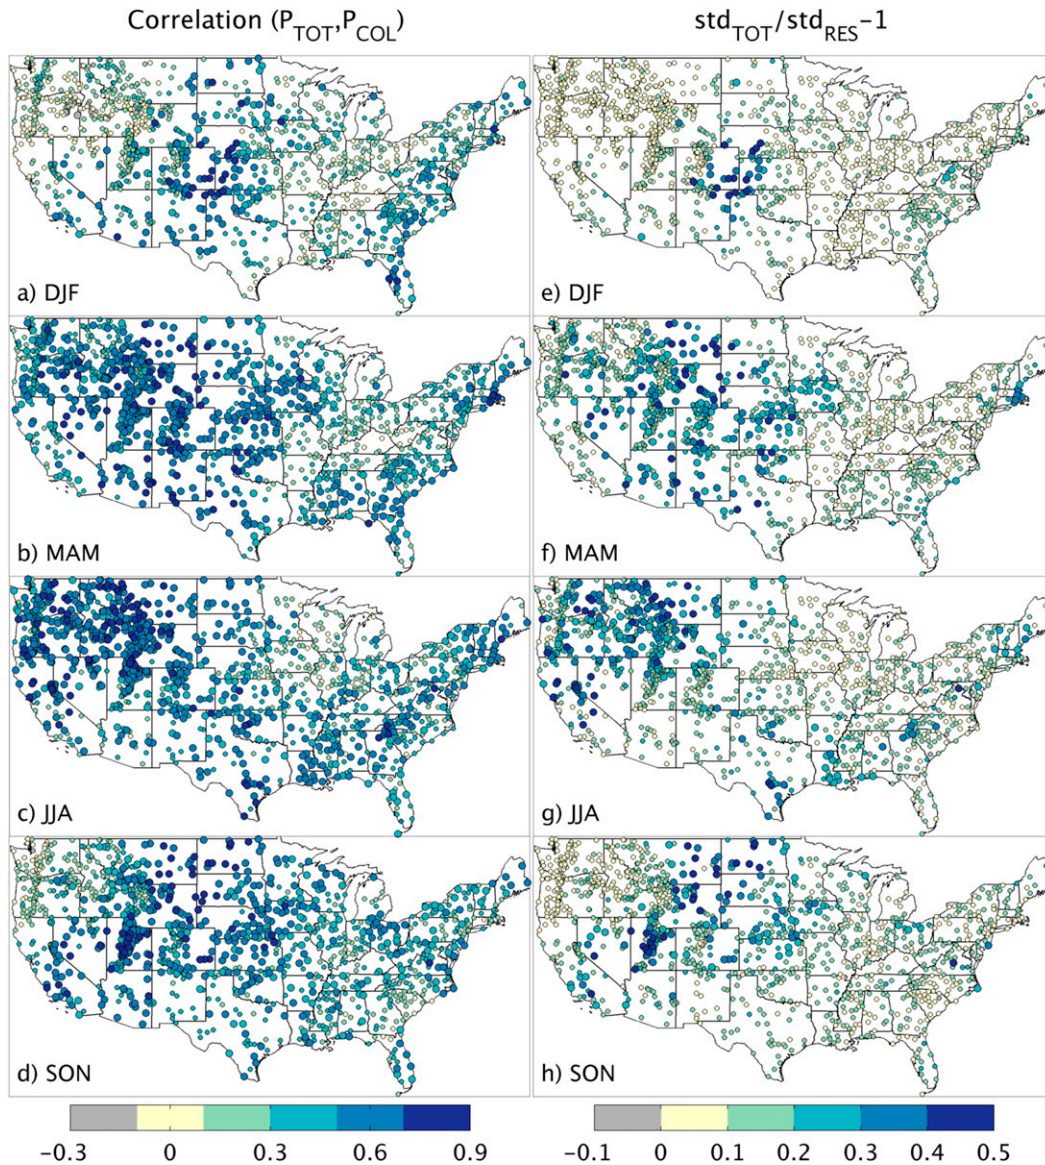 Correlation (P_TOT,P_COL)
std_TOT/std_RES-1
a) DJF
e) DJF
b) MAM
f) MAM
c) JJA
g) JJA
d) SON
h) SON
-0.3 0 0.3 0.6 0.9
-0.1 0 0.1 0.2 0.3 0.4 0.5